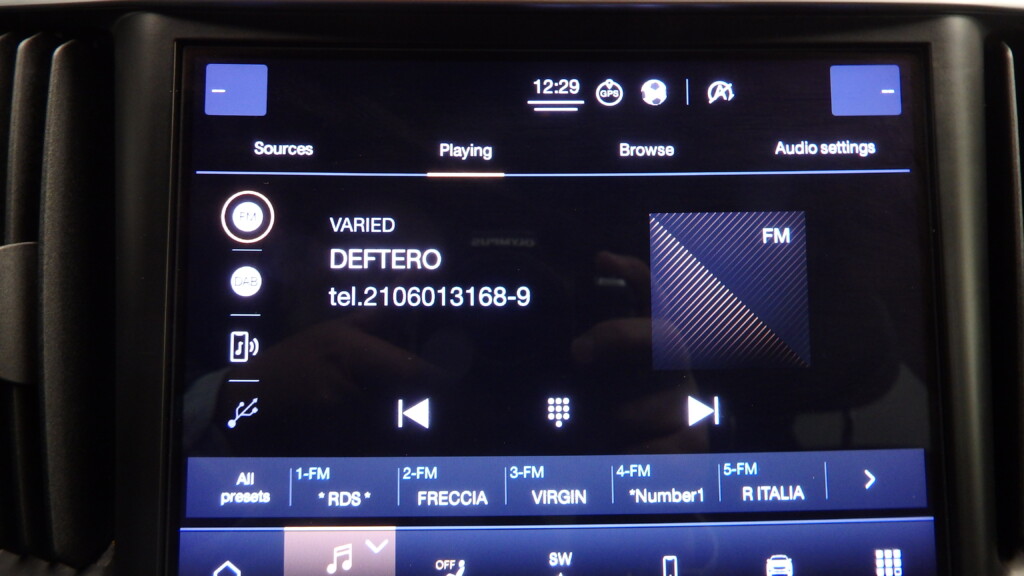 12:29
GPS
Sources
Playing
Browse
Audio settings
FM
VARIED
FM
DEFTERO
DAB
tel.2106013168-9
All presets
1-FM
*RDS*
2-FM
FRECCIA
3-FM
VIRGIN
4-FM
*Number1
5-FM
R ITALIA
OFF
SW